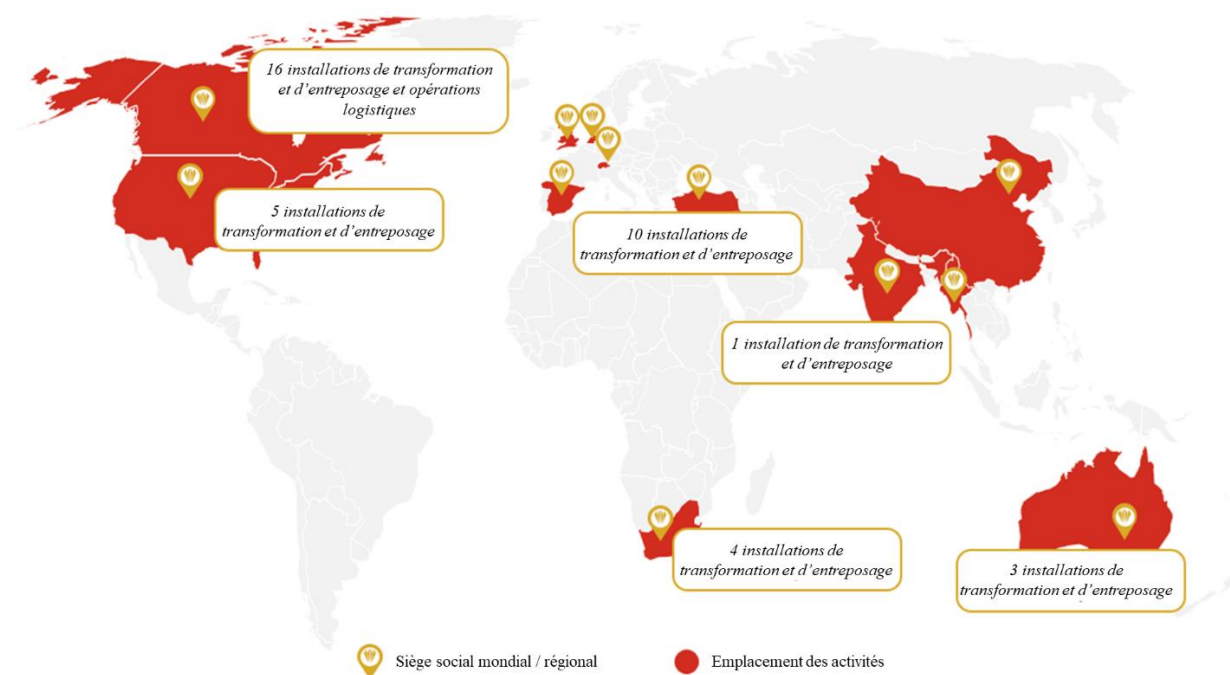 16 installations de transformation
et d'entreposage et opérations
logistiques
5 installations de
transformation et d'entreposage
10 installations de
transformation et d'entreposage
1 installation de transformation
et d'entreposage
4 installations de
transformation et d'entreposage
3 installations de
transformation et d'entreposage
Siège social mondial / régional
Emplacement des activités